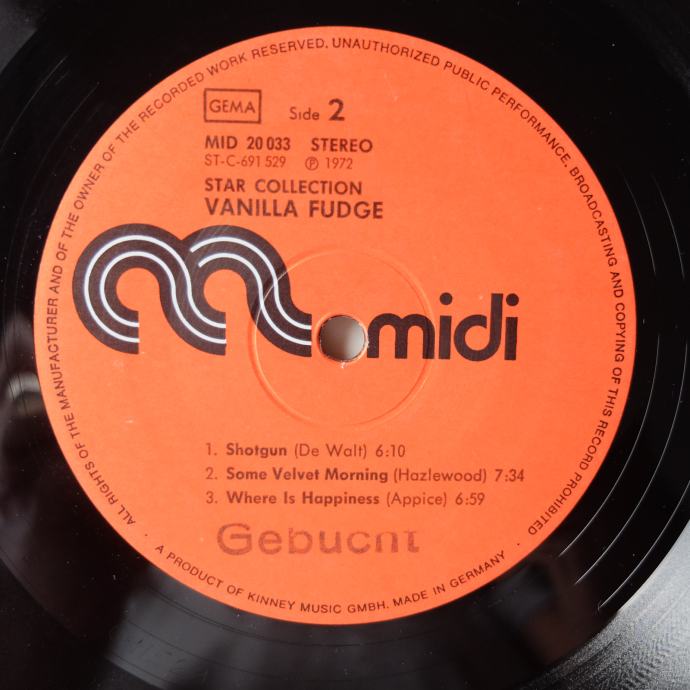 ALL RIGHTS OF THE MANUFACTURER AND OF THE OWNER OF THE RECORDED WORK RESERVED. UNAUTHORIZED PUBLIC PERFORMANCE, BROADCASTING AND COPYING OF THIS RECORD PROHIBITED
GEMA Side 2
MID 20 033 STEREO
ST-C-691 529 Ⓟ 1972
STAR COLLECTION
VANILLA FUDGE
midi
1. Shotgun (De Walt) 6:10
2. Some Velvet Morning (Hazlewood) 7:34
3. Where Is Happiness (Appice) 6:59
Gebucht
· A PRODUCT OF KINNEY MUSIC GMBH. MADE IN GERMANY ·